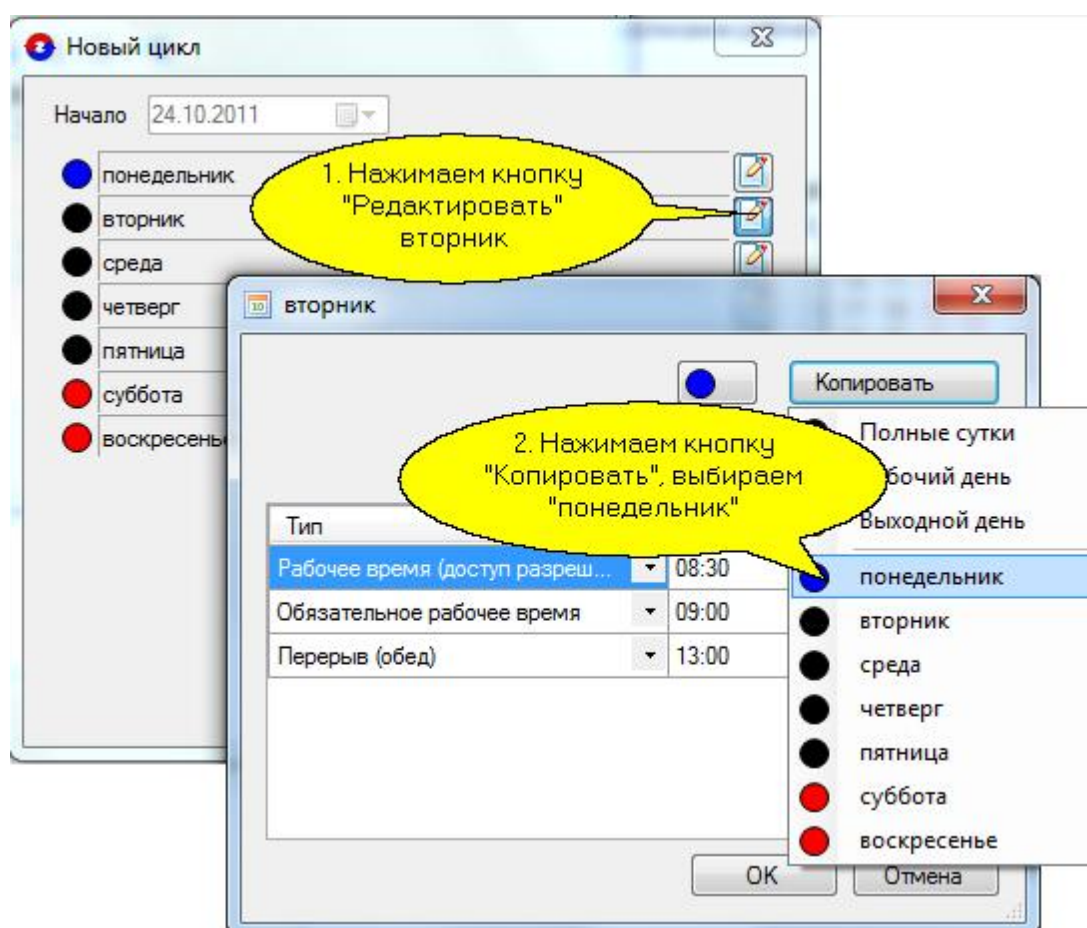 Новый цикл
Начало 24.10.2011
понедельник
1. Нажимаем кнопку
"Редактировать"
вторник
вторник
среда
четверг
пятница
суббота
воскресенье
вторник
Копировать
2. Нажимаем кнопку
"Копировать", выбираем
"понедельник"
Полные сутки
день
Выходной день
понедельник
вторник
среда
четверг
пятница
суббота
воскресенье
Тип
Рабочее время (доступ разреш... 08:30
Обязательное рабочее время 09:00
Перерыв (обед) 13:00
OK
Отмена